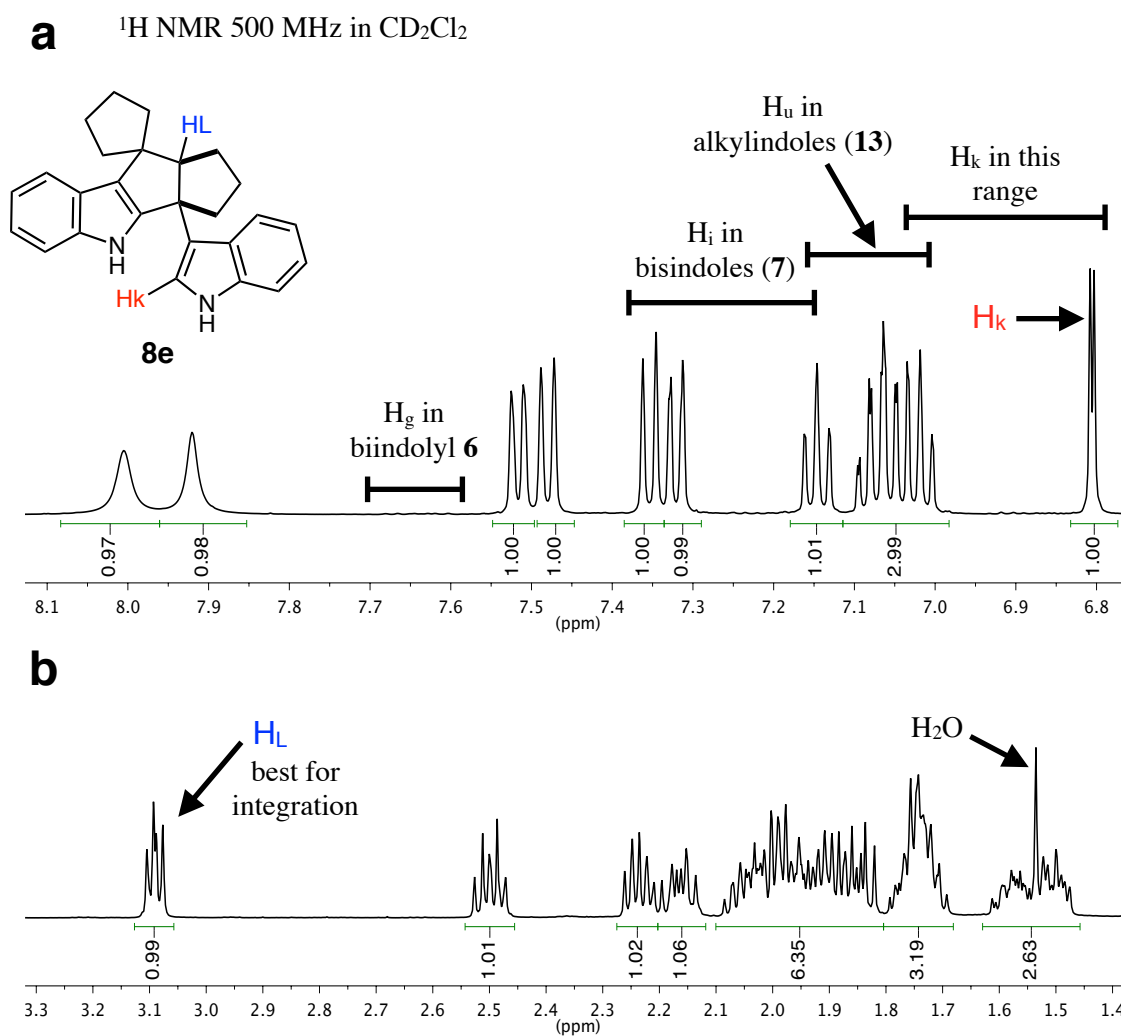 a
¹H NMR 500 MHz in CD₂Cl₂
HL
N
H
Hk
N
H
8e
Hᵤ in
alkylindoles (13)
Hₖ in this
range
Hᵢ in
bisindoles (7)
Hₖ
H_g in
biindolyl 6
0.97
0.98
1.00
1.00
1.00
0.99
1.01
2.99
1.00
8.1 8.0 7.9 7.8 7.7 7.6 7.5 7.4 7.3 7.2 7.1 7.0 6.9 6.8
(ppm)
b
H_L
best for
integration
H₂O
0.99
1.01
1.02
1.06
6.35
3.19
2.63
3.3 3.2 3.1 3.0 2.9 2.8 2.7 2.6 2.5 2.4 2.3 2.2 2.1 2.0 1.9 1.8 1.7 1.6 1.5 1.4
(ppm)